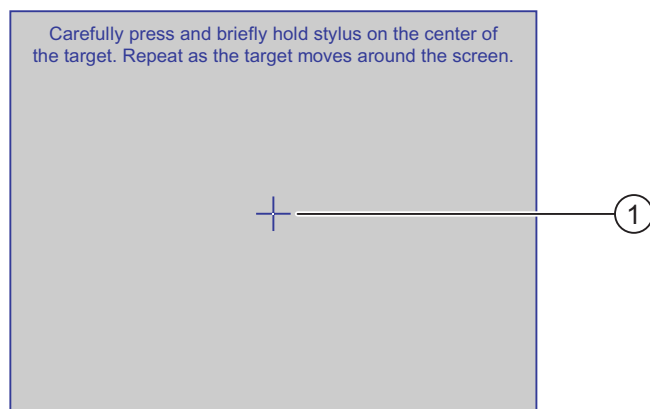 Carefully press and briefly hold stylus on the center of
the target. Repeat as the target moves around the screen.
1